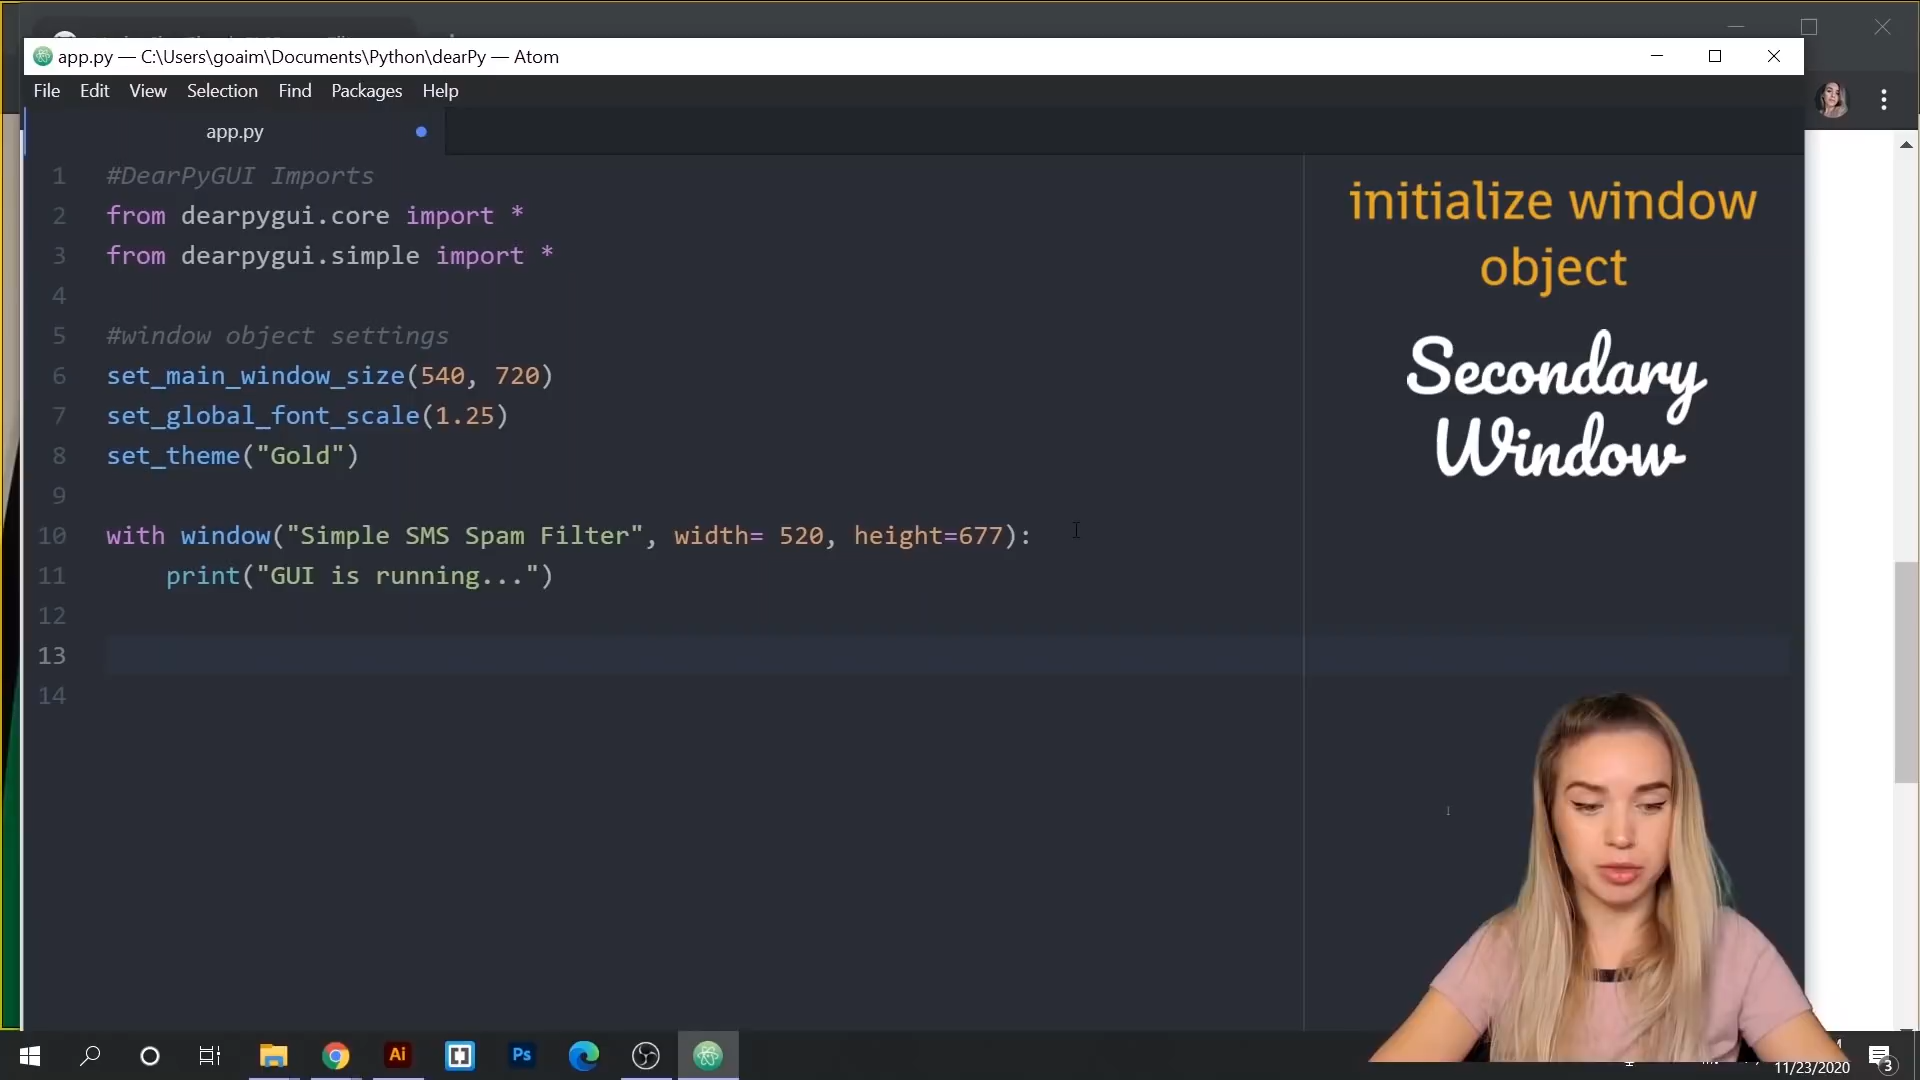 app.py — C:\Users\goaim\Documents\Python\dearPy — Atom
File Edit View Selection Find Packages Help
app.py
1 #DearPyGUI Imports
2 from dearpygui.core import *
3 from dearpygui.simple import *
4
5 #window object settings
6 set_main_window_size(540, 720)
7 set_global_font_scale(1.25)
8 set_theme("Gold")
9
10 with window("Simple SMS Spam Filter", width= 520, height=677):
11 print("GUI is running...")
12
13
14
initialize window
object
Secondary
Window
Ai
Ps
11/23/2020
3